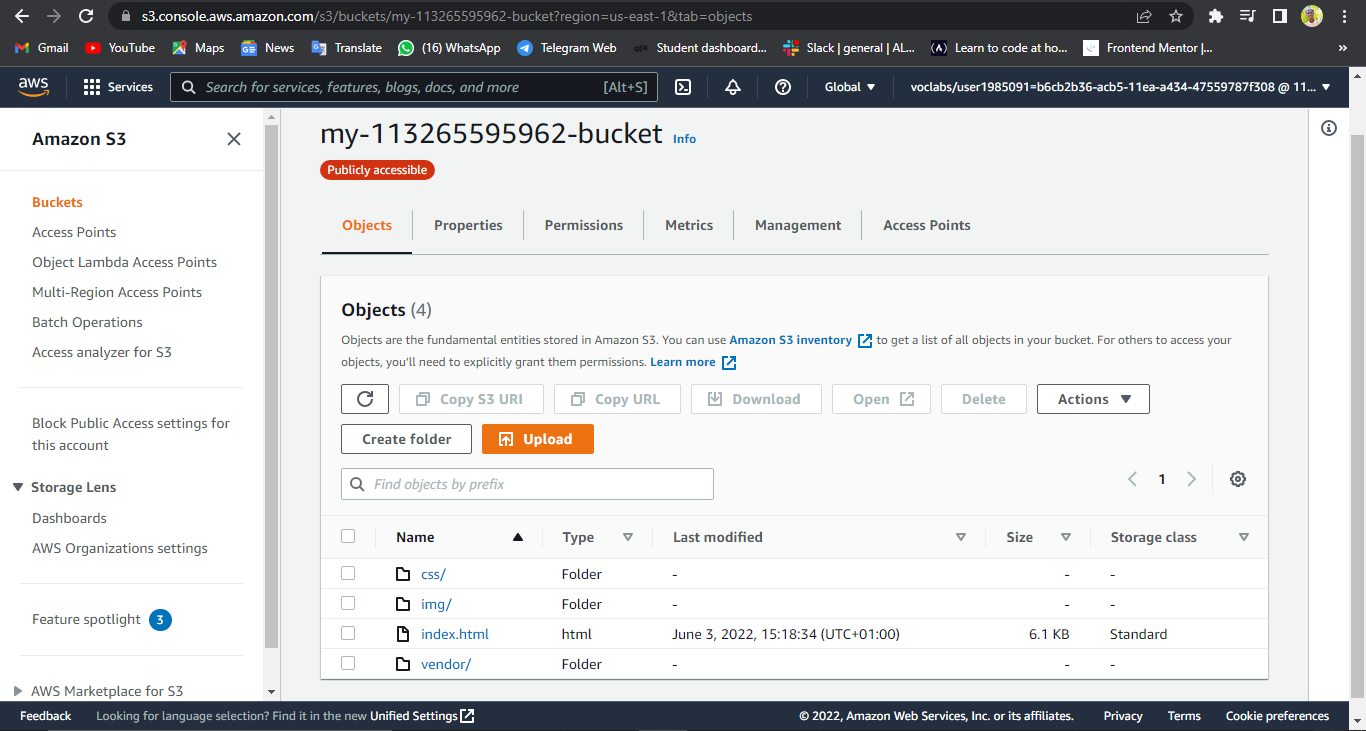 s3.console.aws.amazon.com/s3/buckets/my-113265595962-bucket?region=us-east-1&tab=objects
Gmail YouTube Maps News Translate (16) WhatsApp Telegram Web Student dashboard... Slack | general | AL... Learn to code at ho... Frontend Mentor |... »
aws Services Search for services, features, blogs, docs, and more [Alt+S] Global ▼ voclabs/user1985091=b6cb2b36-acb5-11ea-a434-47559787f308 @ 11... ▼
Amazon S3
Buckets
Access Points
Object Lambda Access Points
Multi-Region Access Points
Batch Operations
Access analyzer for S3
Block Public Access settings for
this account
Storage Lens
Dashboards
AWS Organizations settings
Feature spotlight 3
AWS Marketplace for S3
my-113265595962-bucket Info
Publicly accessible
Objects Properties Permissions Metrics Management Access Points
Objects (4)
Objects are the fundamental entities stored in Amazon S3. You can use Amazon S3 inventory to get a list of all objects in your bucket. For others to access your
objects, you'll need to explicitly grant them permissions. Learn more
Copy S3 URI Copy URL Download Open Delete Actions ▼
Create folder Upload
Find objects by prefix 1
Name Type Last modified Size Storage class
css/ Folder - - -
img/ Folder - - -
index.html html June 3, 2022, 15:18:34 (UTC+01:00) 6.1 KB Standard
vendor/ Folder - - -
Feedback Looking for language selection? Find it in the new Unified Settings © 2022, Amazon Web Services, Inc. or its affiliates. Privacy Terms Cookie preferences